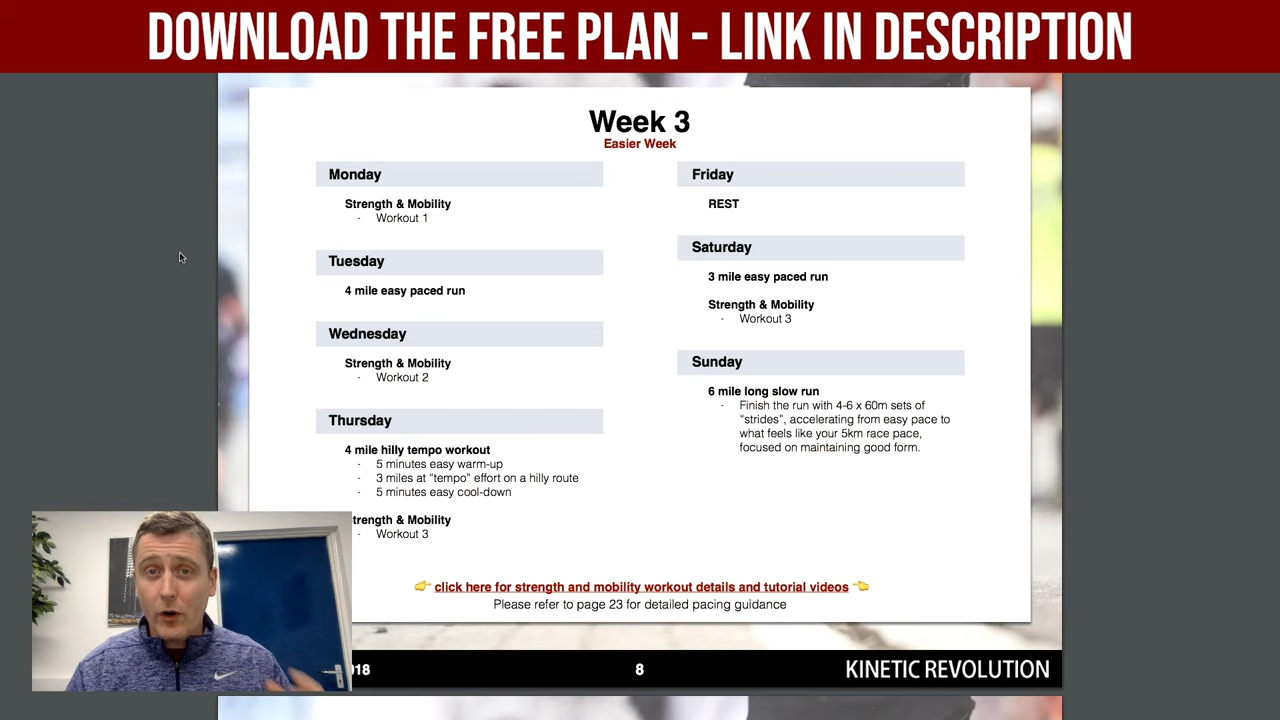 DOWNLOAD THE FREE PLAN - LINK IN DESCRIPTION
Week 3
Easier Week
Monday
Strength & Mobility
- Workout 1
Tuesday
4 mile easy paced run
Wednesday
Strength & Mobility
- Workout 2
Thursday
4 mile hilly tempo workout
- 5 minutes easy warm-up
- 3 miles at "tempo" effort on a hilly route
- 5 minutes easy cool-down
trength & Mobility
- Workout 3
Friday
REST
Saturday
3 mile easy paced run
Strength & Mobility
- Workout 3
Sunday
6 mile long slow run
- Finish the run with 4-6 x 60m sets of
"strides", accelerating from easy pace to
what feels like your 5km race pace,
focused on maintaining good form.
👉 click here for strength and mobility workout details and tutorial videos 👈
Please refer to page 23 for detailed pacing guidance
18
8
KINETIC REVOLUTION